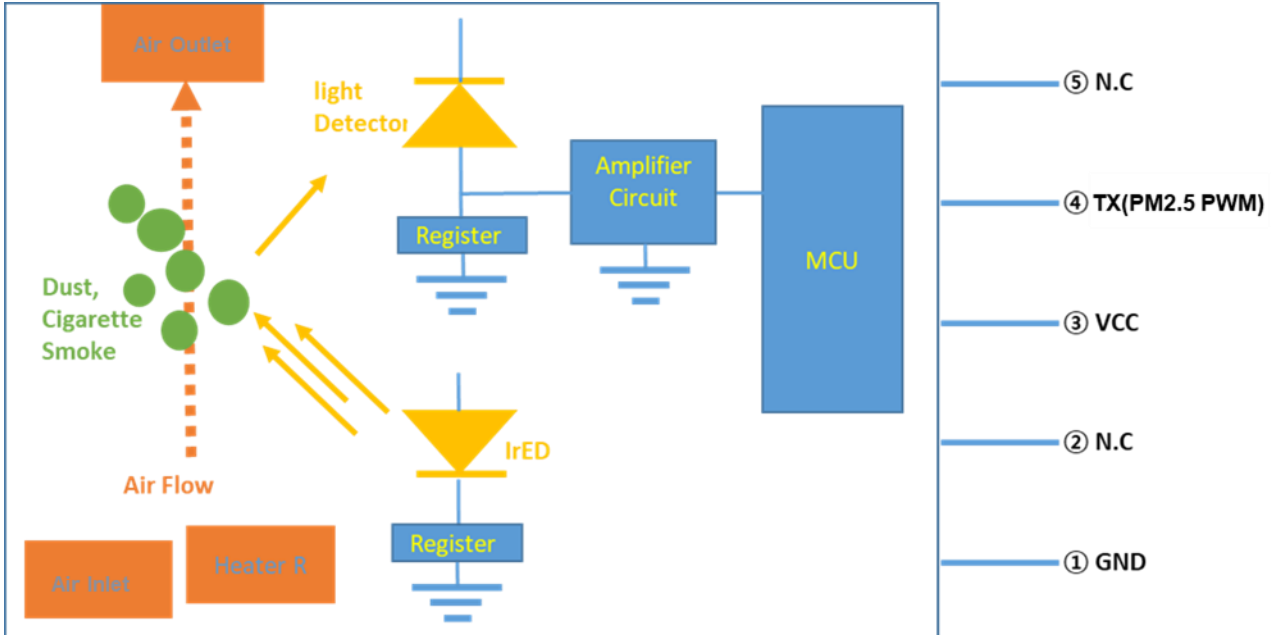 Air Outlet
light
Detector
Amplifier
Circuit
Register
MCU
Dust,
Cigarette
Smoke
IrED
Air Flow
Register
Heater R
Air Inlet
⑤ N.C
④ TX(PM2.5 PWM)
③ VCC
② N.C
① GND